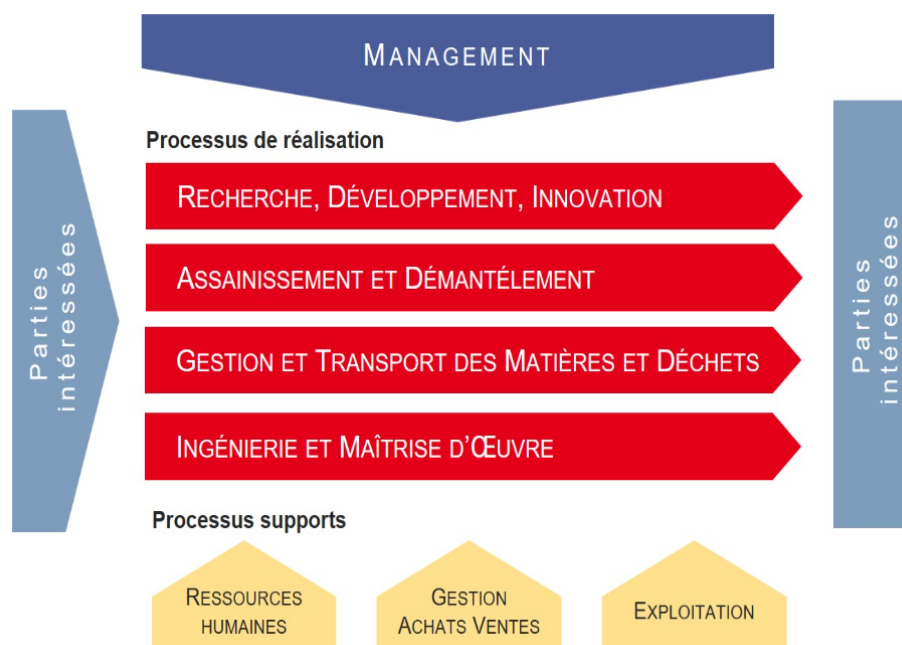 MANAGEMENT
Processus de réalisation
RECHERCHE, DÉVELOPPEMENT, INNOVATION
ASSAINISSEMENT ET DÉMANTÉLEMENT
GESTION ET TRANSPORT DES MATIÈRES ET DÉCHETS
INGÉNIERIE ET MAÎTRISE D’ŒUVRE
Parties
intéressées
Parties
intéressées
Processus supports
RESSOURCES
HUMAINES
GESTION
ACHATS VENTES
EXPLOITATION